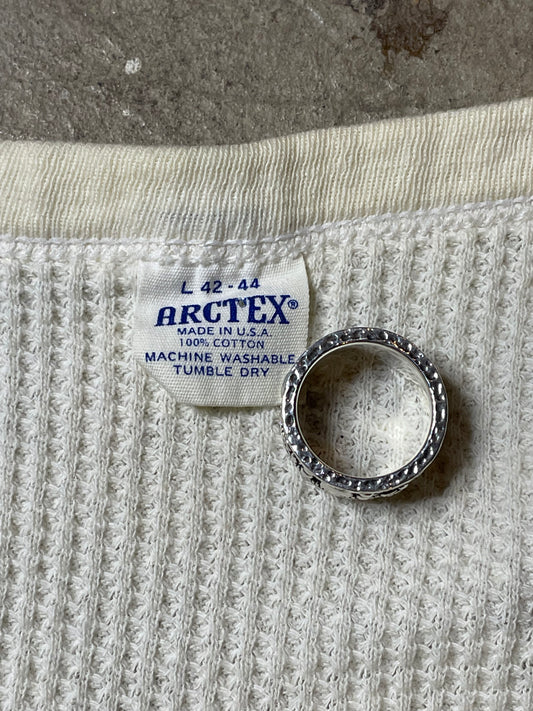 L 42-44
ARCTEX®
MADE IN U.S.A.
100% COTTON
MACHINE WASHABLE
TUMBLE DRY